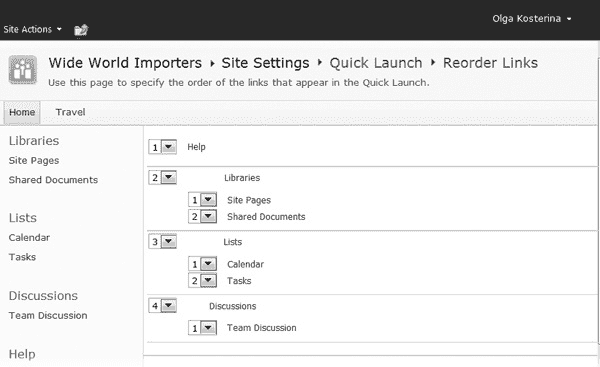 Olga Kosterina
Site Actions
Wide World Importers Site Settings Quick Launch Reorder Links
Use this page to specify the order of the links that appear in the Quick Launch.
Home Travel
Libraries
Site Pages
Shared Documents
Lists
Calendar
Tasks
Discussions
Team Discussion
Help
1 Help
2 Libraries
1 Site Pages
2 Shared Documents
3 Lists
1 Calendar
2 Tasks
4 Discussions
1 Team Discussion